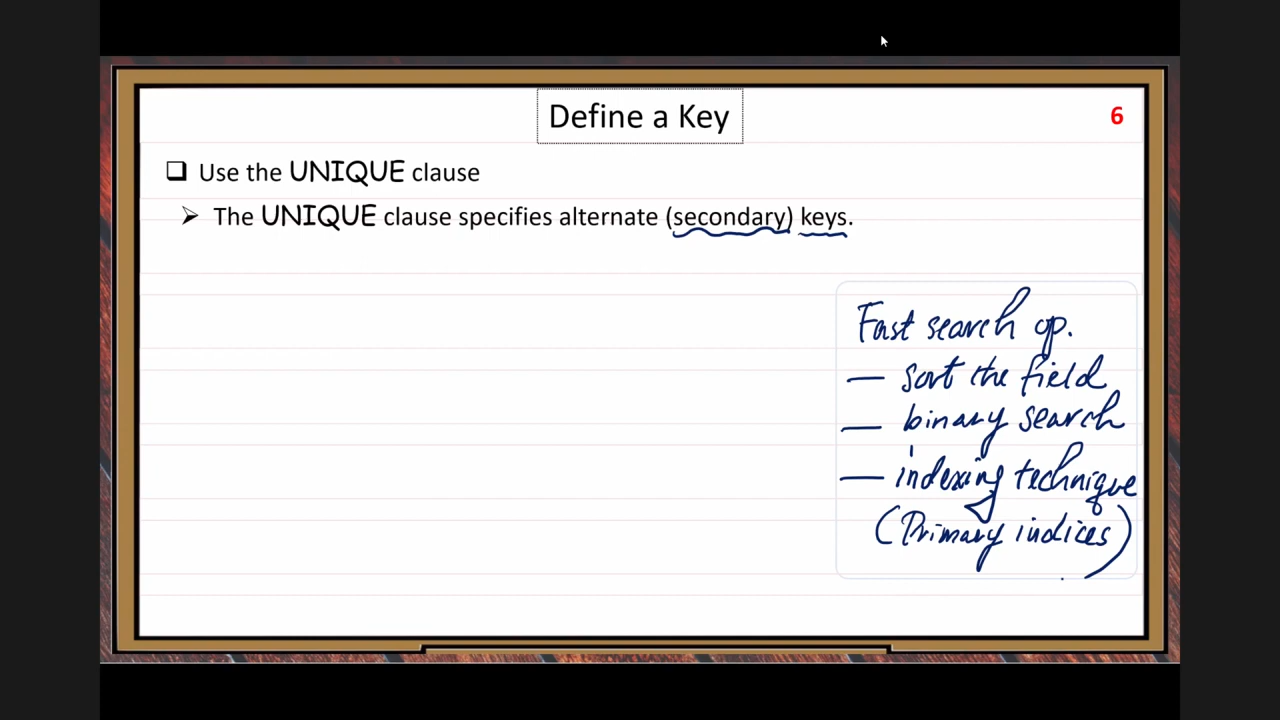 Define a Key
6
Use the UNIQUE clause
The UNIQUE clause specifies alternate (secondary) keys.
Fast search op.
— sort the field
— binary search
— indexing technique
(Primary indices)